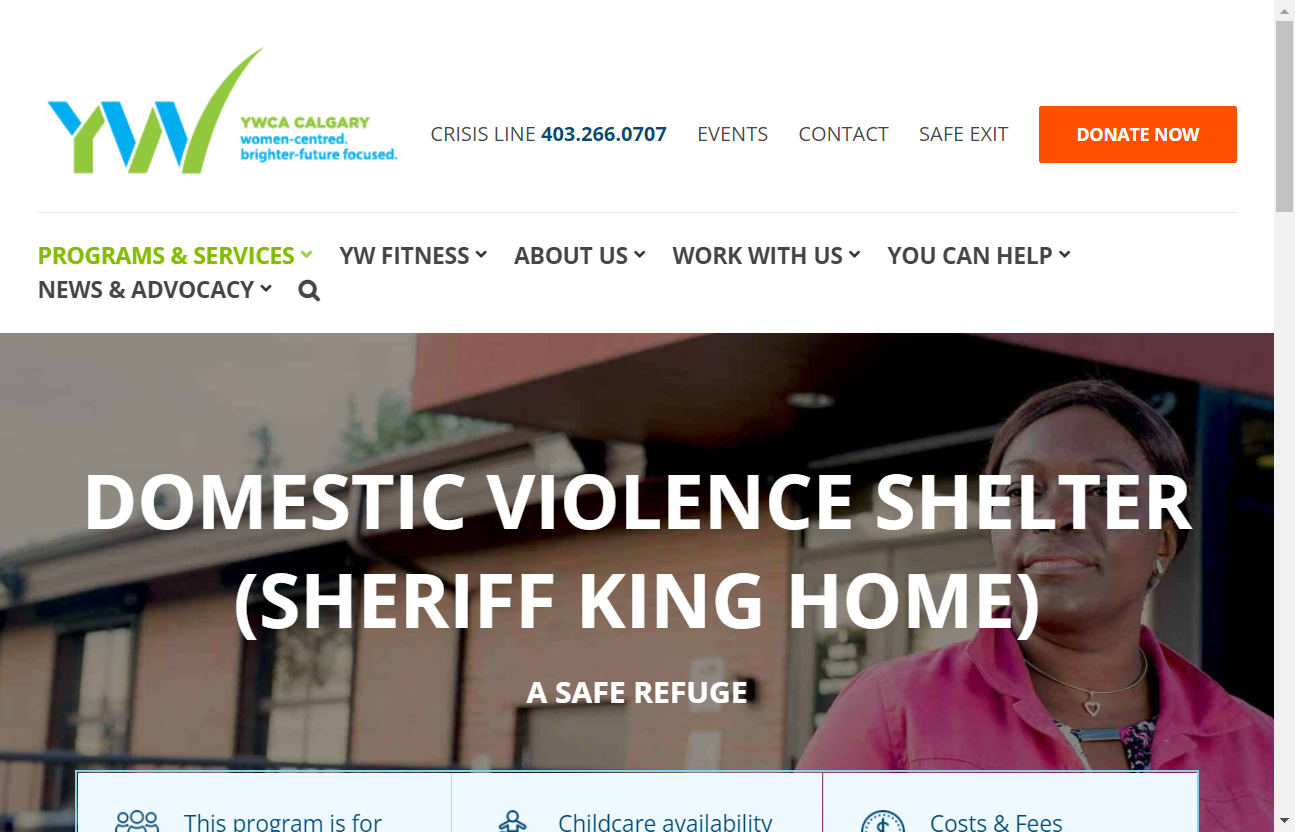 YW
YWCA CALGARY
women-centred.
brighter-future focused.
CRISIS LINE 403.266.0707
EVENTS
CONTACT
SAFE EXIT
DONATE NOW
PROGRAMS & SERVICES
YW FITNESS
ABOUT US
WORK WITH US
YOU CAN HELP
NEWS & ADVOCACY
DOMESTIC VIOLENCE SHELTER
(SHERIFF KING HOME)
A SAFE REFUGE
This program is for
Childcare availability
Costs & Fees